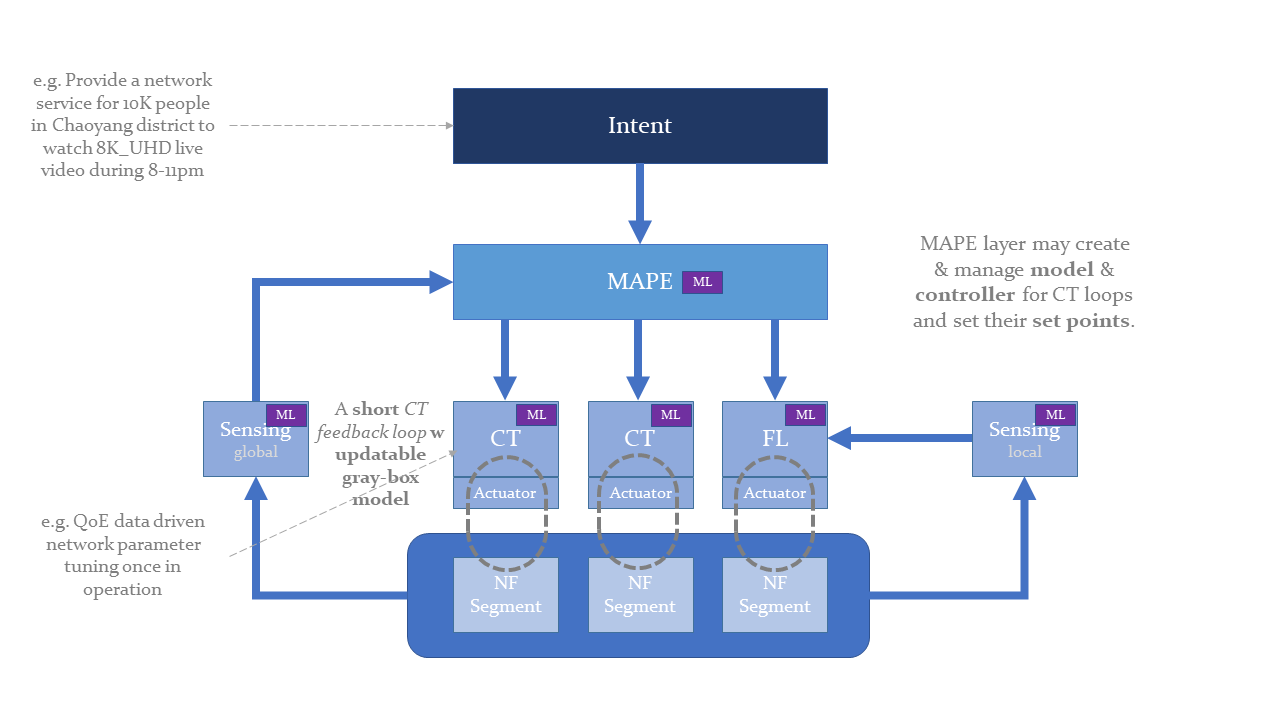 e.g. Provide a network
service for 10K people
in Chaoyang district to
watch 8K_UHD live
video during 8-11pm
Intent
MAPE
ML
MAPE layer may create
& manage model &
controller for CT loops
and set their set points.
ML
Sensing
global
A short CT
feedback loop w
updatable
gray-box
model
ML
CT
Actuator
ML
CT
Actuator
ML
FL
Actuator
ML
Sensing
local
e.g. QoE data driven
network parameter
tuning once in
operation
NF
Segment
NF
Segment
NF
Segment